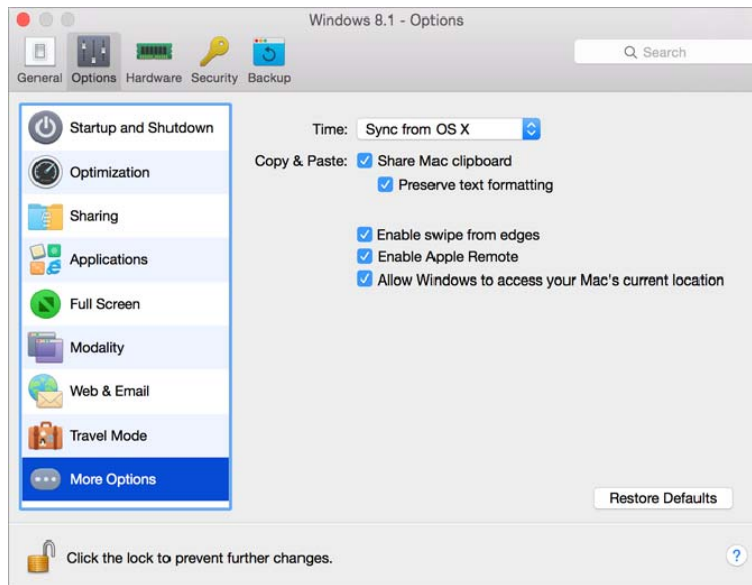 Windows 8.1 - Options
Search
General Options Hardware Security Backup
Startup and Shutdown
Optimization
Sharing
Applications
Full Screen
Modality
Web & Email
Travel Mode
More Options
Time: Sync from OS X
Copy & Paste: Share Mac clipboard
Preserve text formatting
Enable swipe from edges
Enable Apple Remote
Allow Windows to access your Mac's current location
Restore Defaults
Click the lock to prevent further changes.
?